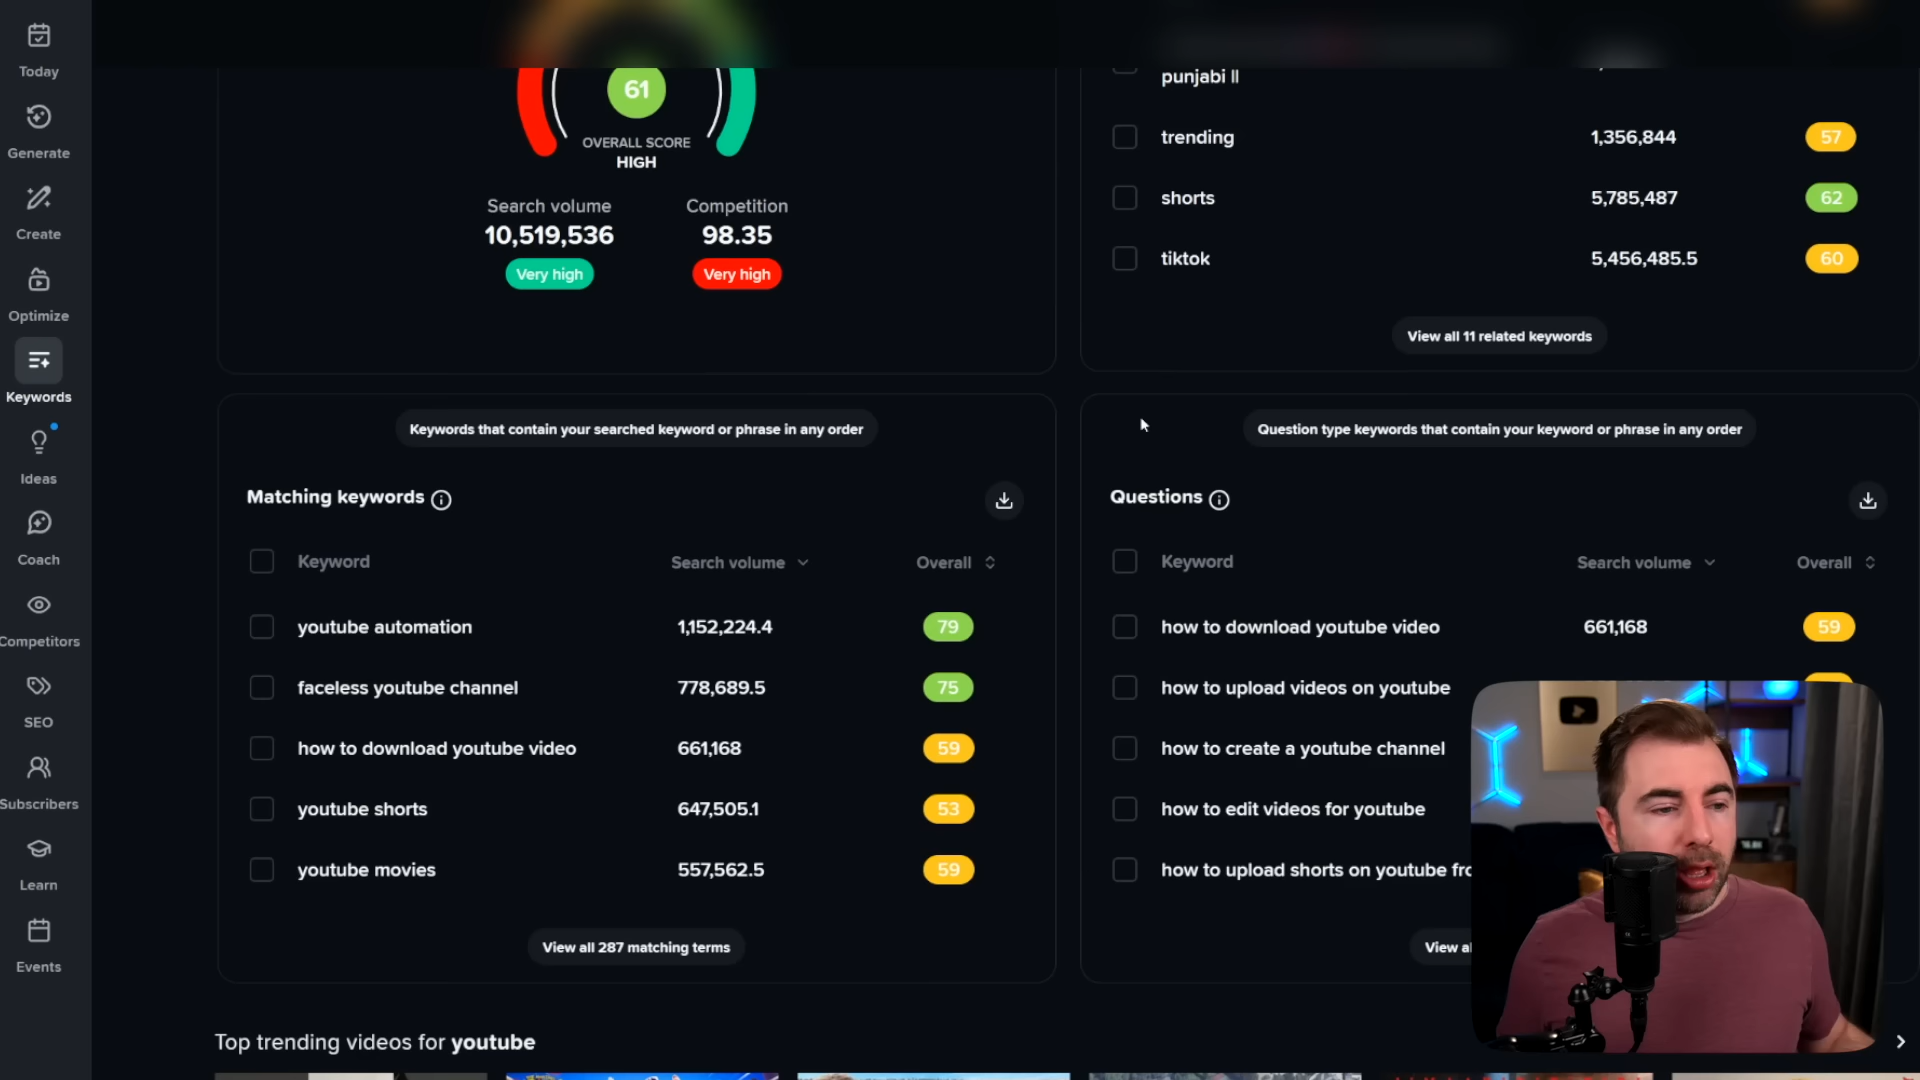 Today
Generate
Create
Optimize
Keywords
Ideas
Coach
Competitors
SEO
Subscribers
Learn
Events
61
OVERALL SCORE
HIGH
Search volume
10,519,536
Very high
Competition
98.35
Very high
punjabi ll
trending 1,356,844 57
shorts 5,785,487 62
tiktok 5,456,485.5 60
View all 11 related keywords
Keywords that contain your searched keyword or phrase in any order
Matching keywords
Keyword Search volume Overall
youtube automation 1,152,224.4 79
faceless youtube channel 778,689.5 75
how to download youtube video 661,168 59
youtube shorts 647,505.1 53
youtube movies 557,562.5 59
View all 287 matching terms
Question type keywords that contain your keyword or phrase in any order
Questions
Keyword Search volume Overall
how to download youtube video 661,168 59
how to upload videos on youtube
how to create a youtube channel
how to edit videos for youtube
how to upload shorts on youtube
View
Top trending videos for youtube